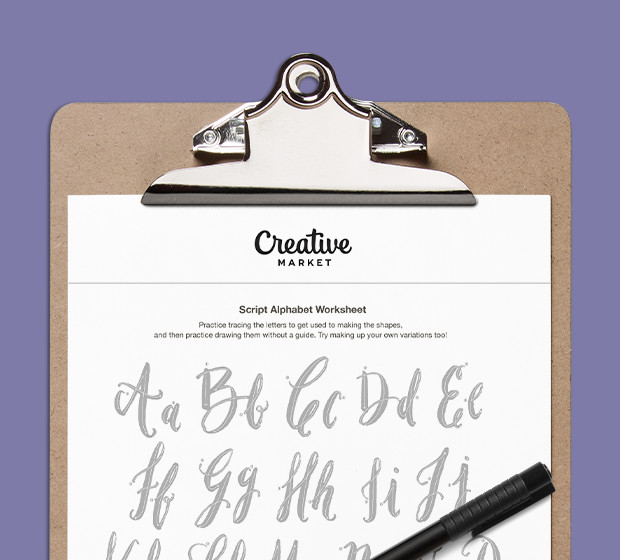 Creative
MARKET
Script Alphabet Worksheet
Practice tracing the letters to get used to making the shapes,
and then practice drawing them without a guide. Try making up your own variations too!
Aa Bb Cc Dd Ee
Ff Gg Hh Ii Jj